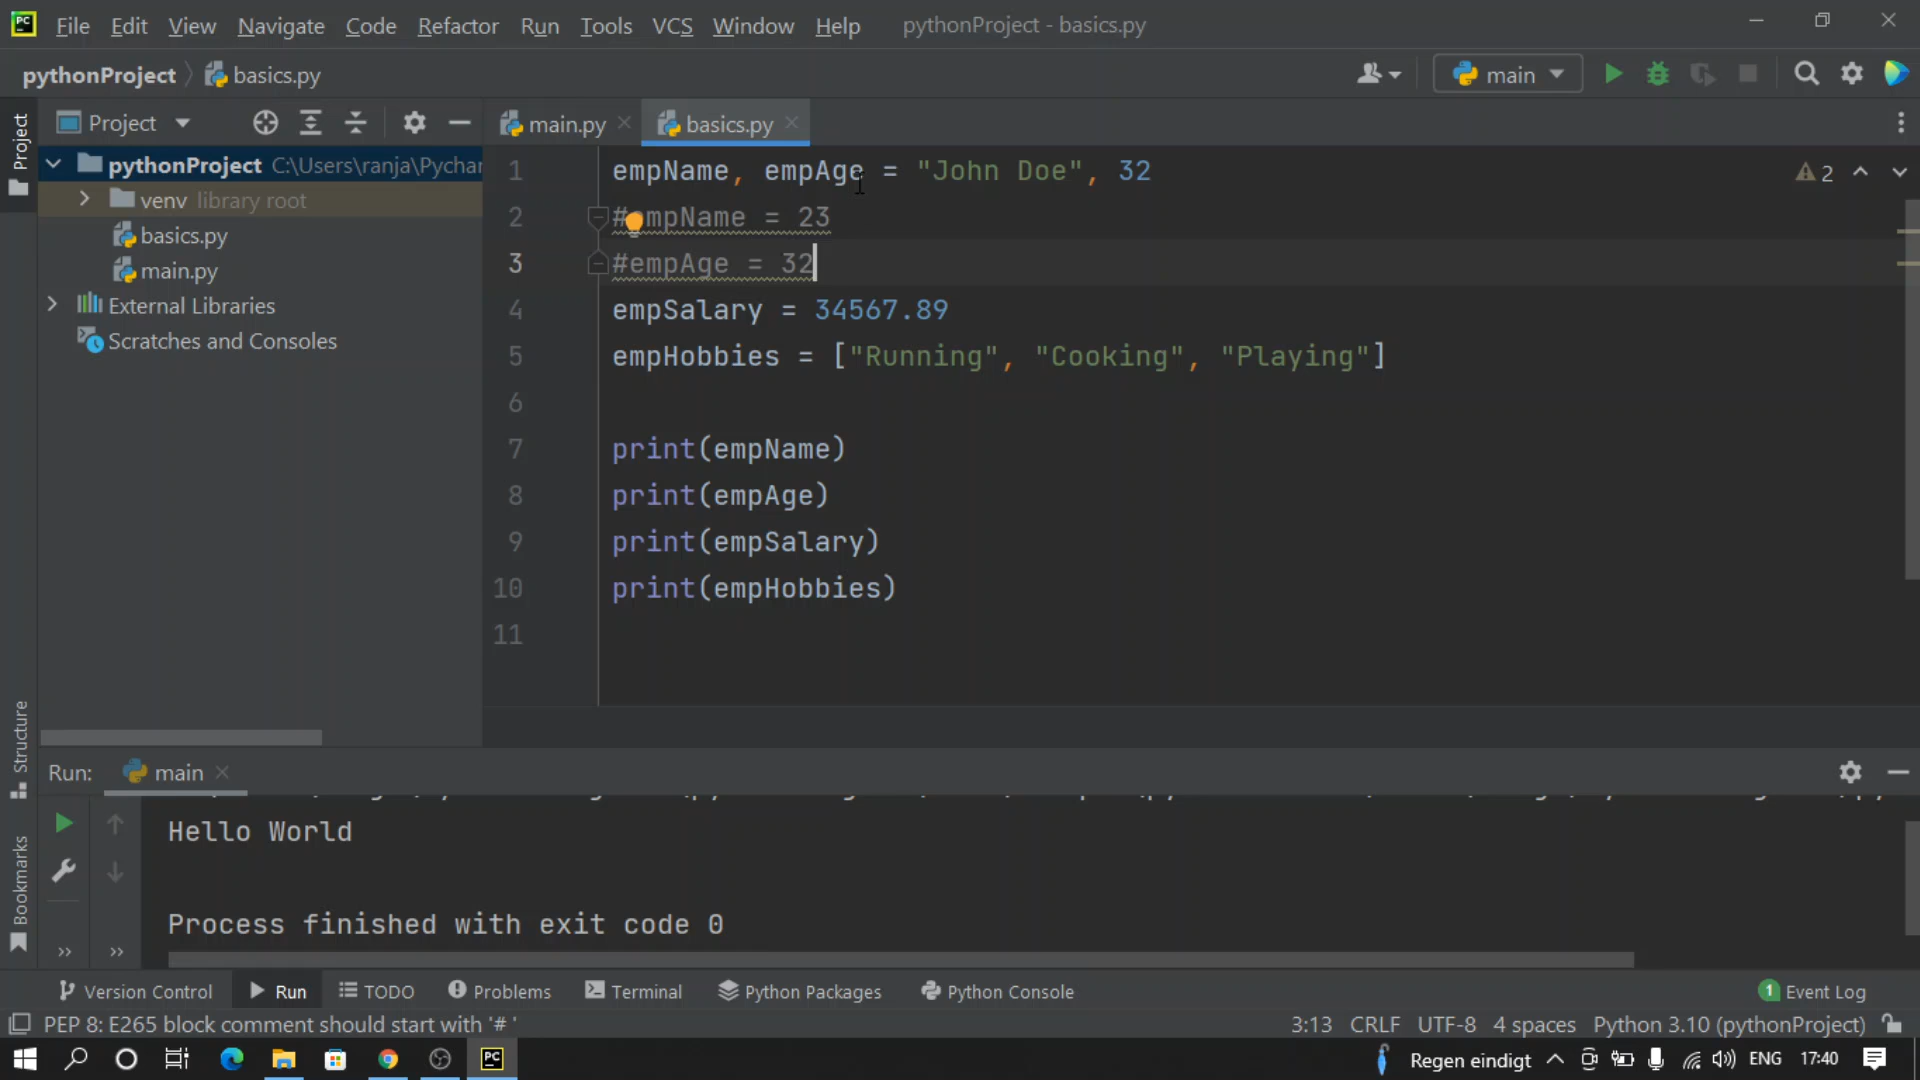 PC File Edit View Navigate Code Refactor Run Tools VCS Window Help pythonProject - basics.py
pythonProject basics.py main
Project main.py basics.py
Project
pythonProject C:\Users\ranja\Pychar
venv library root
basics.py
main.py
External Libraries
Scratches and Consoles
1 empName, empAge = "John Doe", 32
2 #empName = 23
3 #empAge = 32
4 empSalary = 34567.89
5 empHobbies = ["Running", "Cooking", "Playing"]
6
7 print(empName)
8 print(empAge)
9 print(empSalary)
10 print(empHobbies)
11
2
Structure
Bookmarks
Run: main
Hello World
Process finished with exit code 0
Version Control Run TODO Problems Terminal Python Packages Python Console 1 Event Log
PEP 8: E265 block comment should start with '# ' 3:13 CRLF UTF-8 4 spaces Python 3.10 (pythonProject)
PC Regen eindigt ENG 17:40